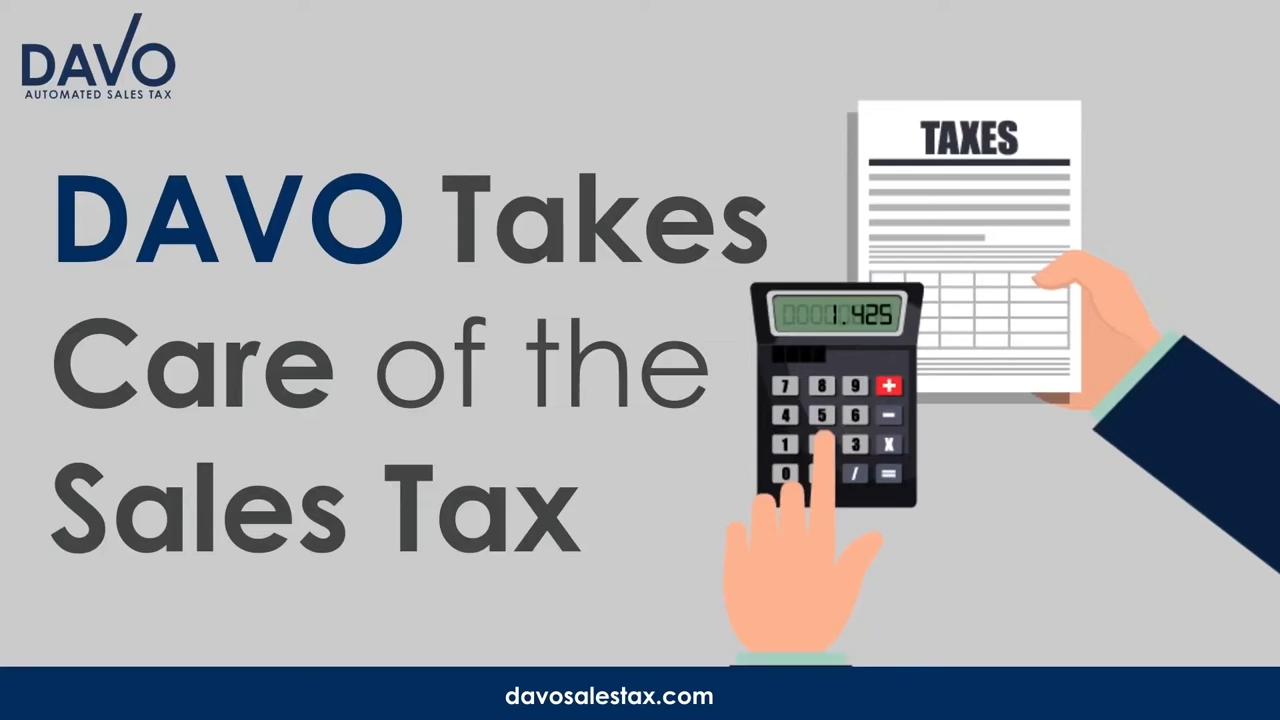 DAVO
AUTOMATED SALES TAX
DAVO Takes
Care of the
Sales Tax
TAXES
1.425
7 8 9 +
4 5 6 -
1 3 X
0 / =
davosalestax.com